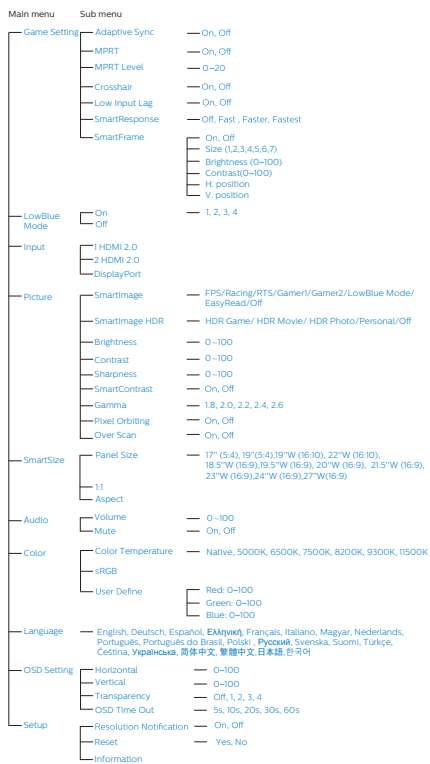 Main menu Sub menu
Game Setting Adaptive Sync On, Off
MPRT On, Off
MPRT Level 0–20
Crosshair On, Off
Low Input Lag On, Off
SmartResponse Off, Fast , Faster, Fastest
SmartFrame On, Off
Size (1,2,3,4,5,6,7)
Brightness (0–100)
Contrast(0–100)
H. position
V. position
LowBlue Mode On 1, 2, 3, 4
Off
Input 1 HDMI 2.0
2 HDMI 2.0
DisplayPort
Picture SmartImage FPS/Racing/RTS/Gamer1/Gamer2/LowBlue Mode/
EasyRead/Off
SmartImage HDR HDR Game/ HDR Movie/ HDR Photo/Personal/Off
Brightness 0~100
Contrast 0~100
Sharpness 0~100
SmartContrast On, Off
Gamma 1.8, 2.0, 2.2, 2.4, 2.6
Pixel Orbiting On, Off
Over Scan On, Off
SmartSize Panel Size 17" (5:4), 19"(5:4),19"W (16:10), 22"W (16:10),
18.5"W (16:9),19.5"W (16:9), 20"W (16:9), 21.5"W (16:9),
23"W (16:9),24"W (16:9),27"W(16:9)
1:1
Aspect
Audio Volume 0~100
Mute On, Off
Color Color Temperature Native, 5000K, 6500K, 7500K, 8200K, 9300K, 11500K
sRGB
User Define Red: 0–100
Green: 0–100
Blue: 0–100
Language English, Deutsch, Español, Ελληνική, Français, Italiano, Magyar, Nederlands,
Português, Português do Brasil, Polski , Русский, Svenska, Suomi, Türkçe,
Čeština, Українська, 简体中文, 繁體中文,日本語,한국어
OSD Setting Horizontal 0–100
Vertical 0–100
Transparency Off, 1, 2, 3, 4
OSD Time Out 5s, 10s, 20s, 30s, 60s
Setup Resolution Notification On, Off
Reset Yes, No
Information